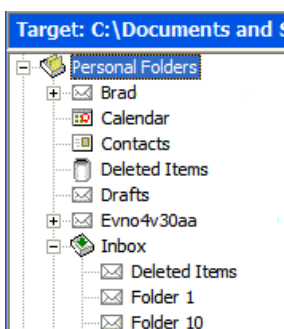 Target: C:\Documents and
Personal Folders
Brad
Calendar
Contacts
Deleted Items
Drafts
Evno4v30aa
Inbox
Deleted Items
Folder 1
Folder 10